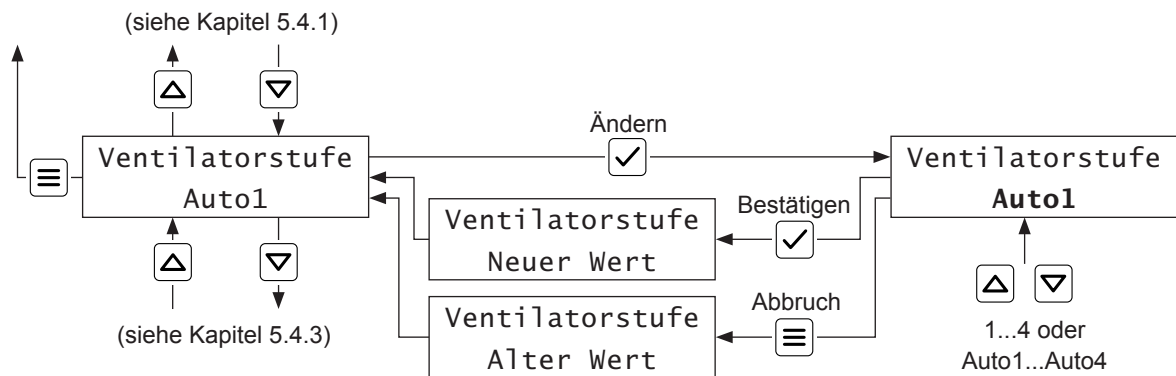 (siehe Kapitel 5.4.1)
Ändern
Ventilatorstufe
Auto1
Ventilatorstufe
Auto1
Bestätigen
Ventilatorstufe
Neuer Wert
Abbruch
Ventilatorstufe
Alter Wert
(siehe Kapitel 5.4.3)
1...4 oder
Auto1...Auto4